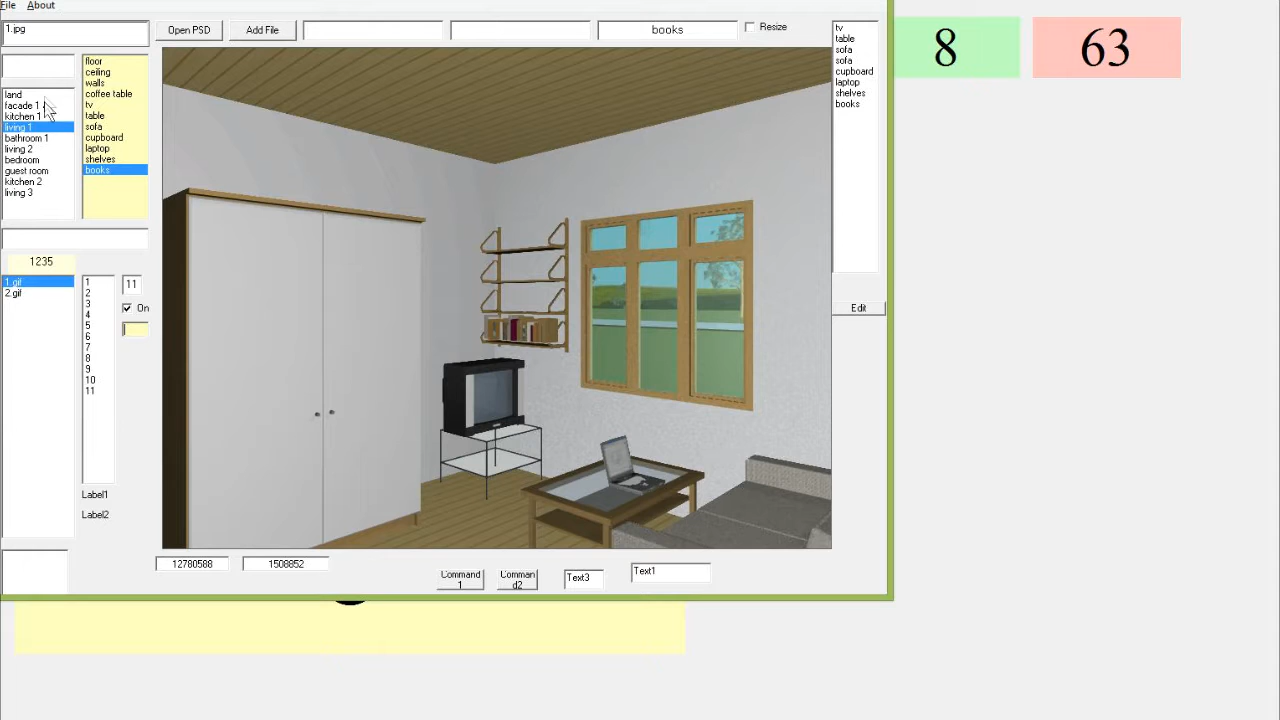 File About
1.jpg
Open PSD
Add File
books
Resize
8
63
land
facade 1
kitchen 1
living 1
bathroom 1
living 2
bedroom
guest room
kitchen 2
living 3
floor
ceiling
walls
coffee table
tv
table
sofa
cupboard
laptop
shelves
books
tv
table
sofa
sofa
cupboard
laptop
shelves
books
Edit
1235
1.gif
2.gif
1
2
3
4
5
6
7
8
9
10
11
11
On
Label1
Label2
12780588
1508852
Command
1
Comman
d2
Text3
Text1